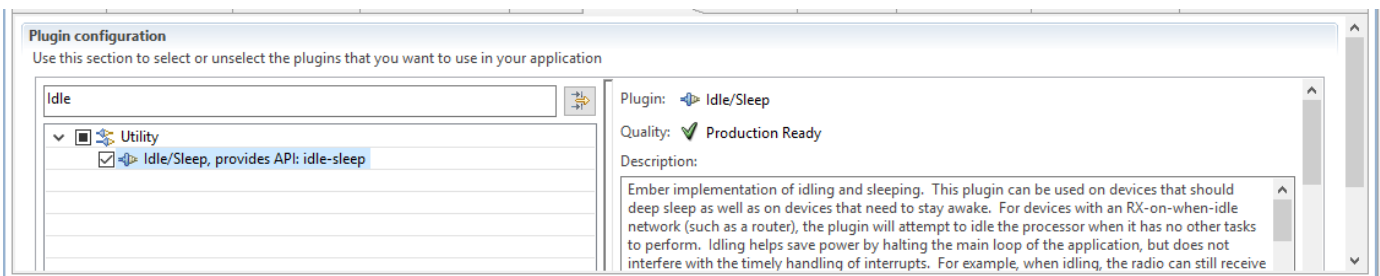 Plugin configuration
Use this section to select or unselect the plugins that you want to use in your application
Idle
Utility
Idle/Sleep, provides API: idle-sleep
Plugin: Idle/Sleep
Quality: Production Ready
Description:
Ember implementation of idling and sleeping. This plugin can be used on devices that should
deep sleep as well as on devices that need to stay awake. For devices with an RX-on-when-idle
network (such as a router), the plugin will attempt to idle the processor when it has no other tasks
to perform. Idling helps save power by halting the main loop of the application, but does not
interfere with the timely handling of interrupts. For example, when idling, the radio can still receive